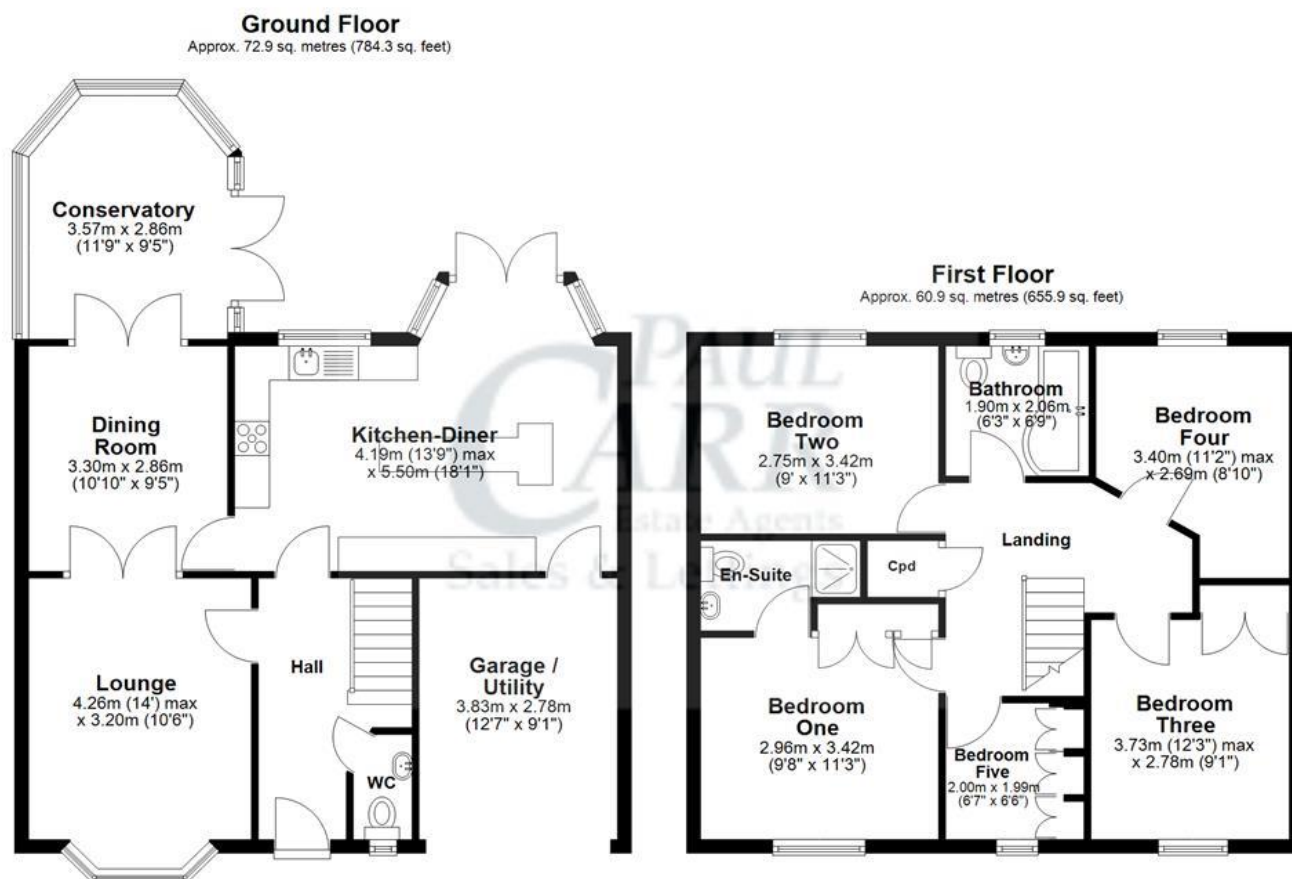 Ground Floor
Approx. 72.9 sq. metres (784.3 sq. feet)
Conservatory
3.57m x 2.86m
(11'9" x 9'5")
Dining
Room
3.30m x 2.86m
(10'10" x 9'5")
Kitchen-Diner
4.19m (13'9") max
x 5.50m (18'1")
Lounge
4.26m (14') max
x 3.20m (10'6")
Hall
WC
Garage /
Utility
3.83m x 2.78m
(12'7" x 9'1")
First Floor
Approx. 60.9 sq. metres (655.9 sq. feet)
Bedroom
Two
2.75m x 3.42m
(9' x 11'3")
Bathroom
1.90m x 2.06m
(6'3" x 6'9")
Bedroom
Four
3.40m (11'2") max
x 2.69m (8'10")
Landing
En-Suite
Cpd
Bedroom
One
2.96m x 3.42m
(9'8" x 11'3")
Bedroom
Five
2.00m x 1.99m
(6'7" x 6'6")
Bedroom
Three
3.73m (12'3") max
x 2.78m (9'1")
PAUL
CARR
Estate Agents
Sales & Lettings